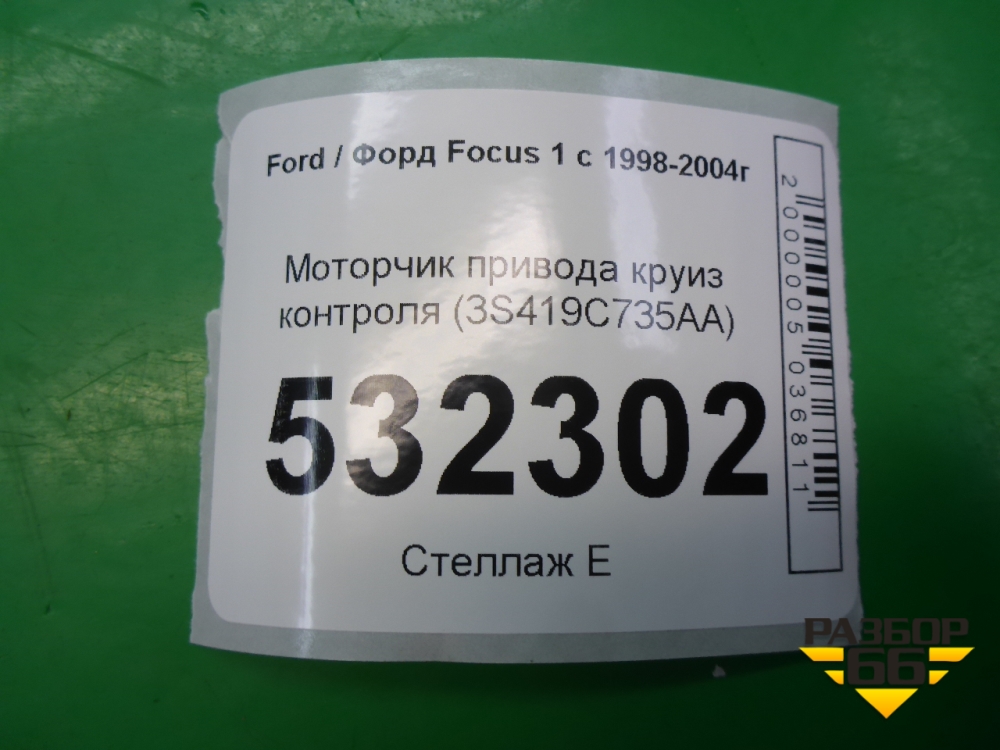 Ford / Форд Focus 1 с 1998-2004г
Моторчик привода круиз
контроля (3S419C735AA)
532302
Стеллаж Е
2000005036811
РАЗБОР
66